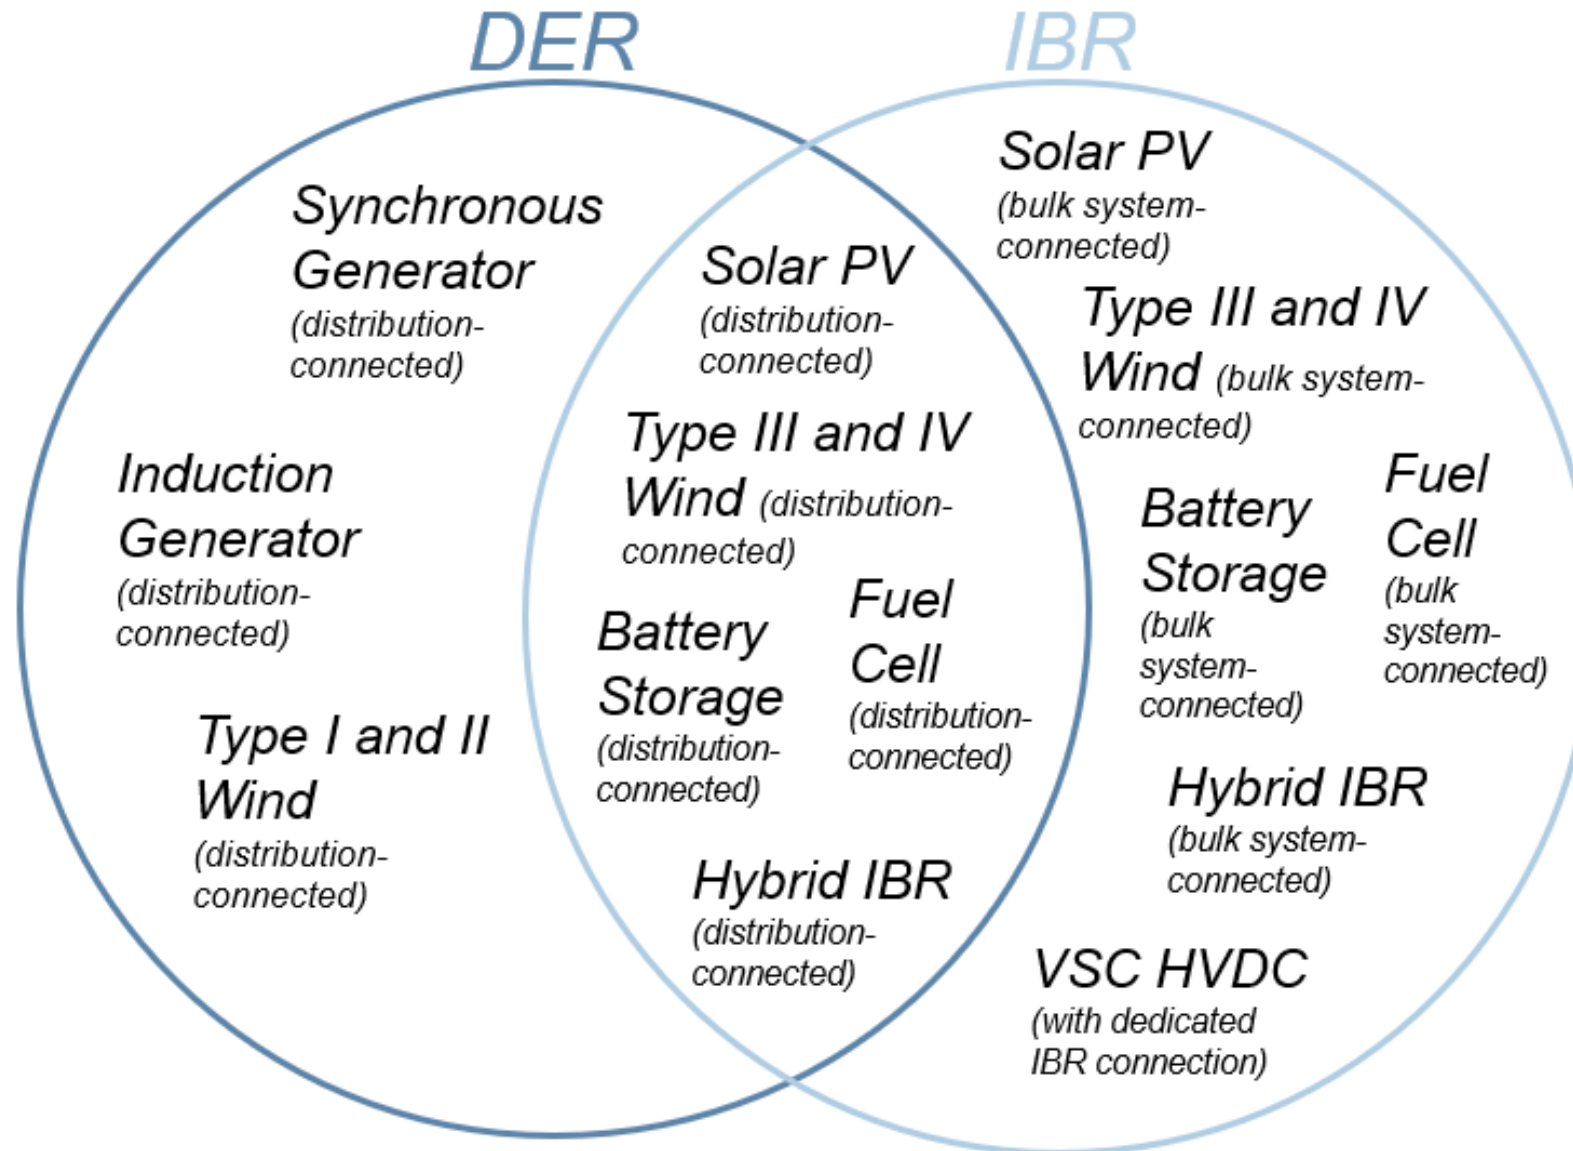 DER
IBR
Synchronous
Generator
(distribution-
connected)
Induction
Generator
(distribution-
connected)
Type I and II
Wind
(distribution-
connected)
Solar PV
(distribution-
connected)
Type III and IV
Wind (distribution-
connected)
Battery
Storage
(distribution-
connected)
Fuel
Cell
(distribution-
connected)
Hybrid IBR
(distribution-
connected)
Solar PV
(bulk system-
connected)
Type III and IV
Wind (bulk system-
connected)
Battery
Storage
(bulk
system-
connected)
Fuel
Cell
(bulk
system-
connected)
Hybrid IBR
(bulk system-
connected)
VSC HVDC
(with dedicated
IBR connection)